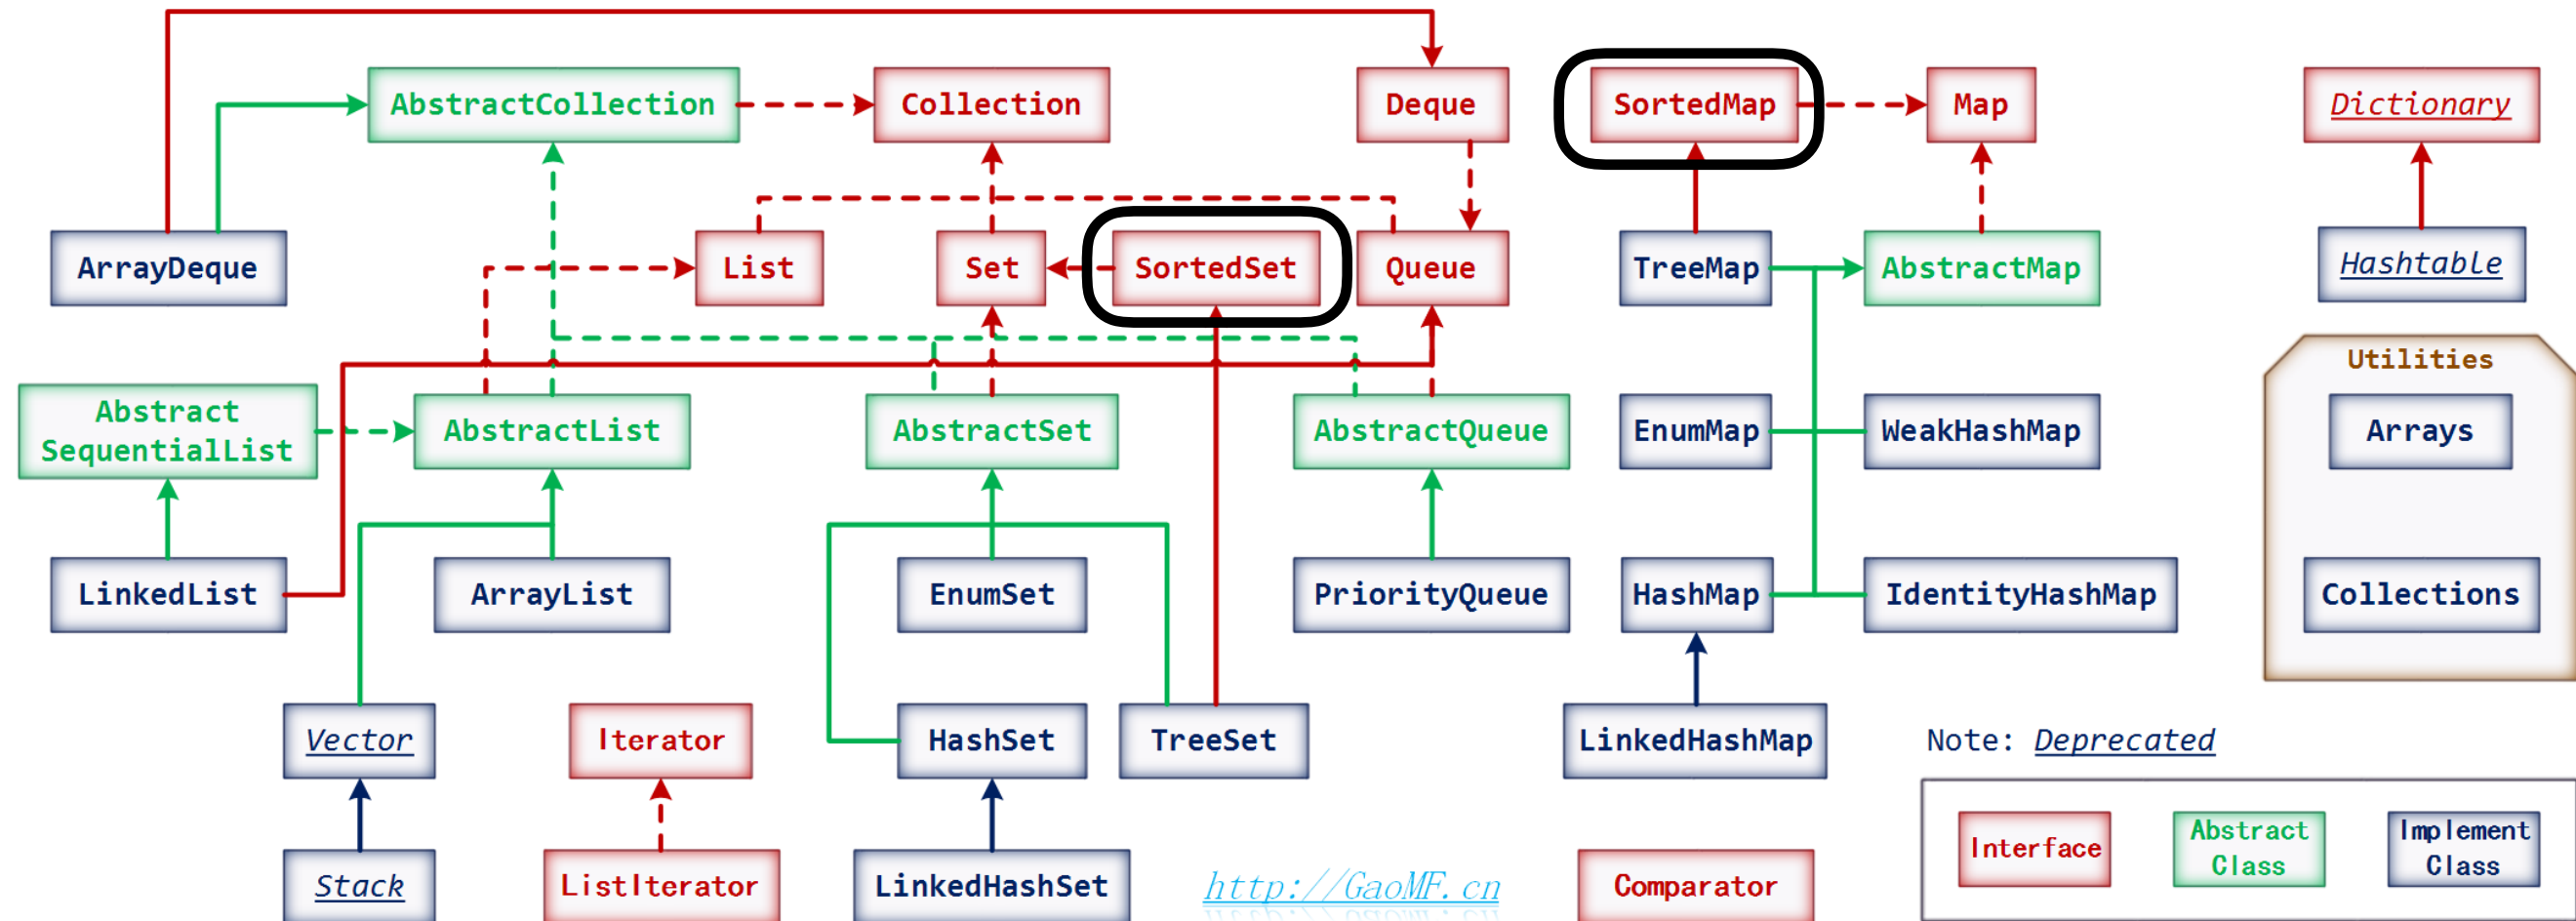 AbstractCollection
Collection
Deque
SortedMap
Map
Dictionary
ArrayDeque
List
Set
SortedSet
Queue
TreeMap
AbstractMap
Hashtable
Utilities
Abstract
SequentialList
AbstractList
AbstractSet
AbstractQueue
EnumMap
WeakHashMap
Arrays
LinkedList
ArrayList
EnumSet
PriorityQueue
HashMap
IdentityHashMap
Collections
Vector
Iterator
HashSet
TreeSet
LinkedHashMap
Note: Deprecated
Stack
ListIterator
LinkedHashSet
http://GaoMF.cn
Comparator
Interface
Abstract
Class
Implement
Class